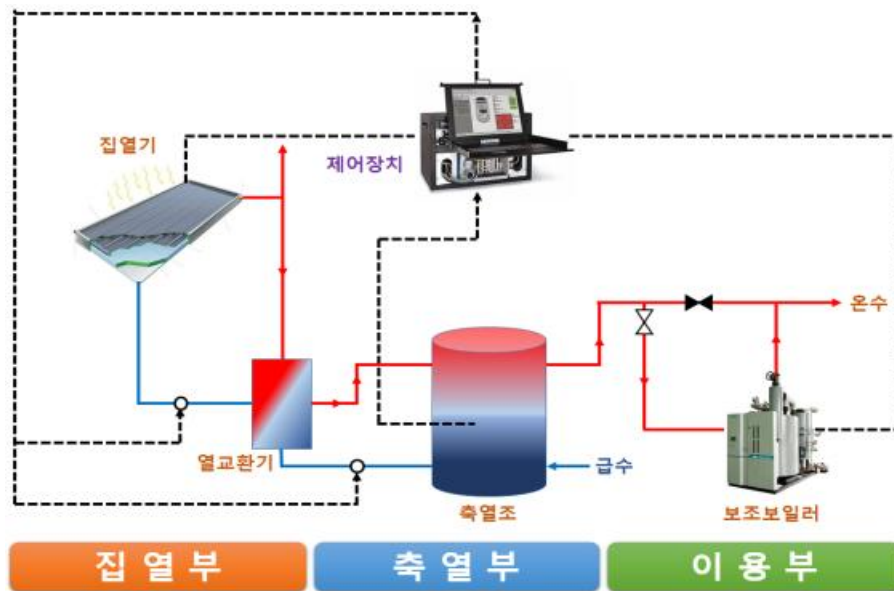 집열기
제어장치
온수
열교환기
급수
축열조
보조보일러
집 열 부
축 열 부
이 용 부